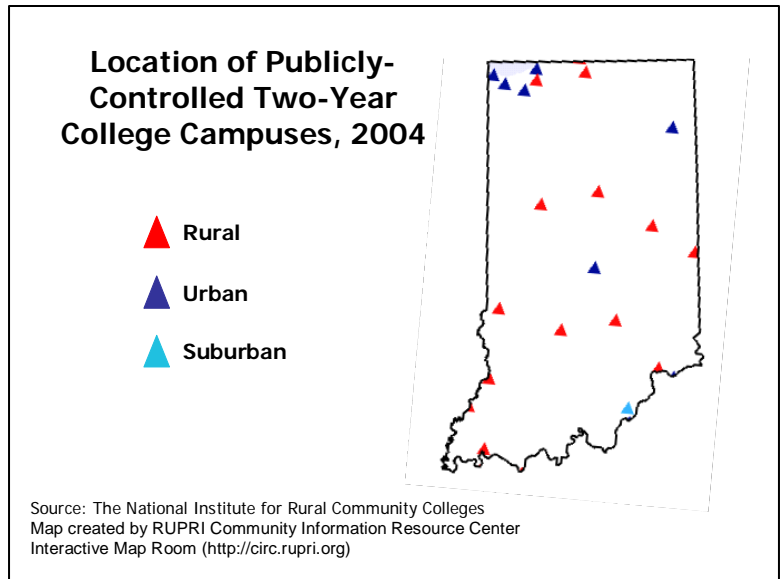 Location of Publicly-
Controlled Two-Year
College Campuses, 2004
Rural
Urban
Suburban
Source: The National Institute for Rural Community Colleges
Map created by RUPRI Community Information Resource Center
Interactive Map Room (http://circ.rupri.org)